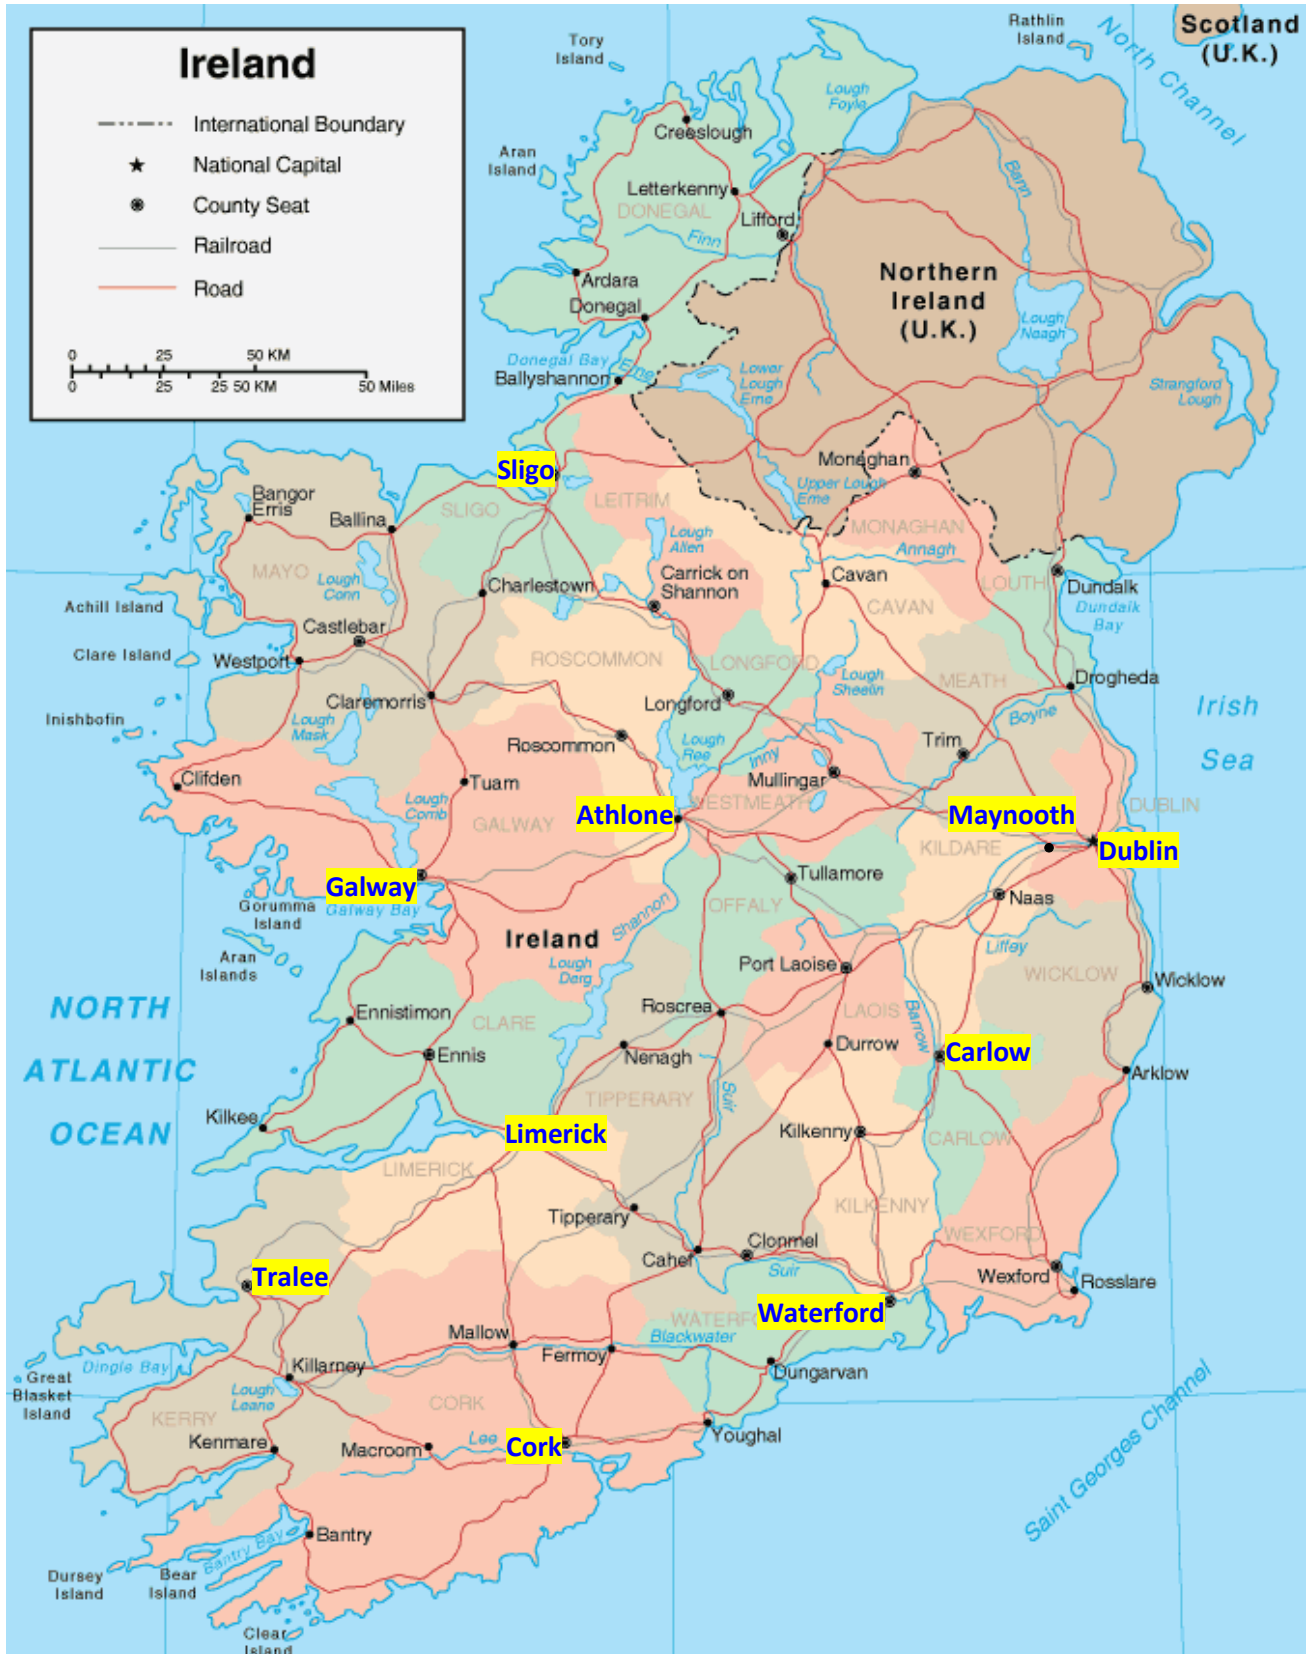 Ireland
International Boundary
National Capital
County Seat
Railroad
Road
0 25 50 KM
0 25 25 50 KM 50 Miles
Scotland
(U.K.)
Rathlin
Island
North Channel
Tory
Island
Lough
Foyle
Creeslough
Aran
Island
Letterkenny
DONEGAL
Lifford
Finn
Bann
Ardara
Donegal
Northern
Ireland
(U.K.)
Lough
Neagh
Donegal Bay
Erne
Ballyshannon
Lower
Lough
Erne
Strangford
Lough
Sligo
Monaghan
Upper Lough
Erne
Bangor
Erris
Ballina
SLIGO
LEITRIM
MONAGHAN
Annagh
Lough
Allen
MAYO
Lough
Conn
Charlestown
Carrick on
Shannon
Cavan
CAVAN
LOUTH
Dundalk
Dundalk
Bay
Achill Island
Castlebar
Clare Island
Westport
ROSCOMMON
LONGFORD
Lough
Sheelin
MEATH
Drogheda
Claremorris
Longford
Inishbofin
Lough
Mask
Boyne
Irish
Sea
Roscommon
Lough
Ree
Inny
Trim
Mullingar
Clifden
Tuam
Lough
Comb
GALWAY
Athlone
WESTMEATH
Maynooth
DUBLIN
KILDARE
Dublin
Galway
Tullamore
Naas
Gorumma
Island
Galway Bay
OFFALY
Shannon
Ireland
Liffey
Aran
Islands
Lough
Derg
Port Laoise
WICKLOW
Wicklow
NORTH
ATLANTIC
OCEAN
Ennistimon
CLARE
Roscrea
LAOIS
Barrow
Ennis
Nenagh
Durrow
Carlow
Arklow
Suir
TIPPERARY
Kilkee
Limerick
Kilkenny
CARLOW
LIMERICK
Tipperary
KILKENNY
WEXFORD
Cahef
Clonmel
Suir
Tralee
Wexford
Rosslare
Waterford
WATERFO
Mallow
Blackwater
Fermoy
Dingle Bay
Killarney
Dungarvan
Great
Blasket
Island
Lough
Leane
KERRY
CORK
Kenmare
Macroom
Lee
Cork
Youghal
Saint Georges Channel
Bantry
Bantry Bay
Dursey
Island
Bear
Island
Clear
Island